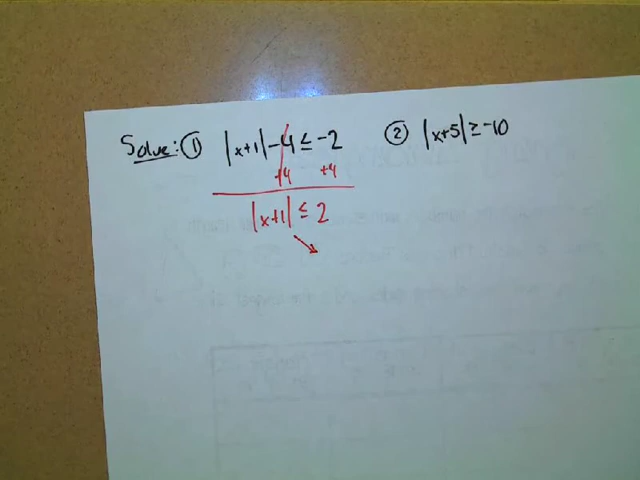 Solve: ① |x+1| - 4 ≤ -2
+4 +4
|x+1| ≤ 2
② |x+5| ≥ -10